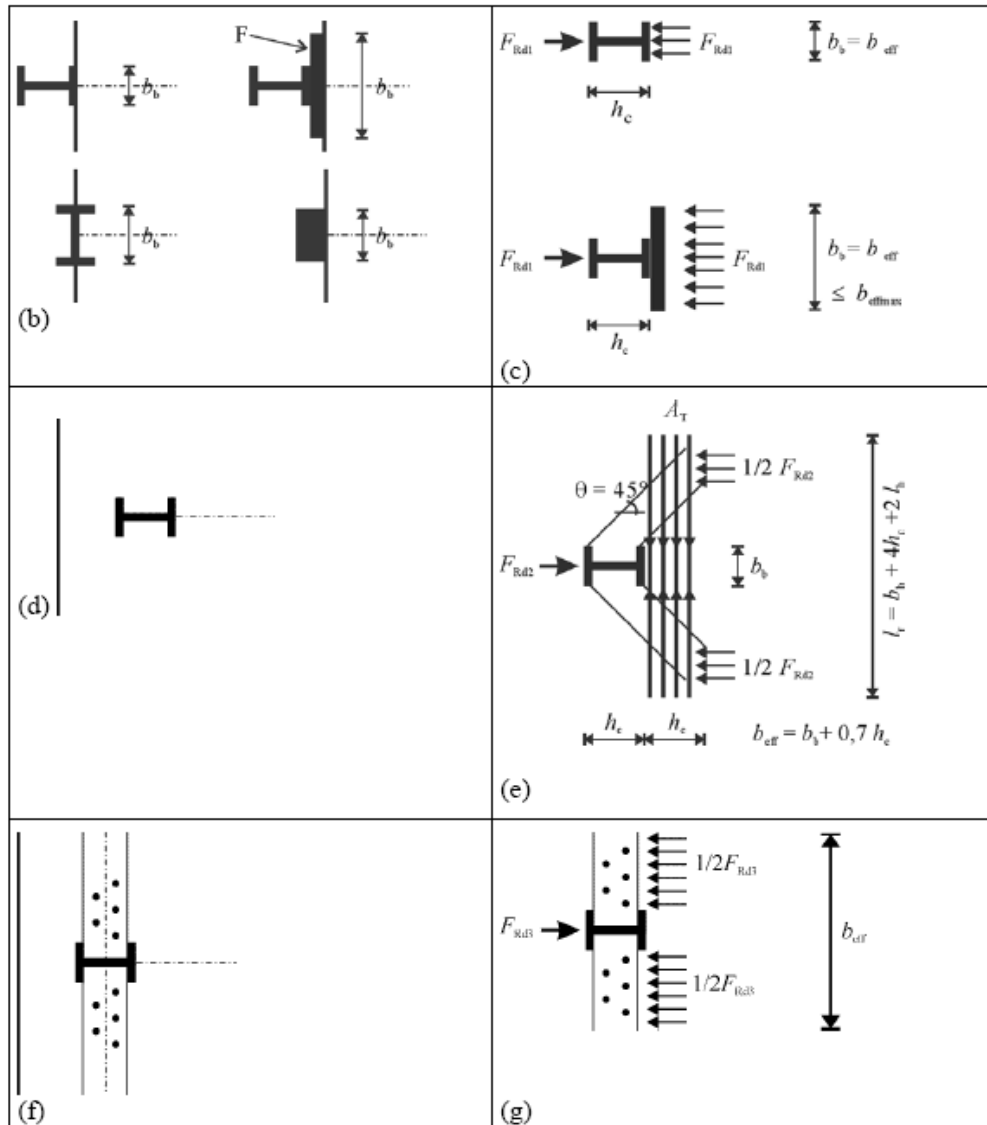 F
b_b
b_b
b_b
b_b
(b)
F_Rd1
F_Rd1
b_b = b_eff
h_c
F_Rd1
F_Rd1
b_b = b_eff
≤ b_effmax
h_c
(c)
(d)
A_T
1/2 F_Rd2
θ = 45°
F_Rd2
b_b
l_r = b_b + 4h_c + 2 l_b
1/2 F_Rd2
h_c
h_c
b_eff = b_b + 0,7 h_c
(e)
(f)
1/2F_Rd3
F_Rd3
b_eff
1/2F_Rd3
(g)